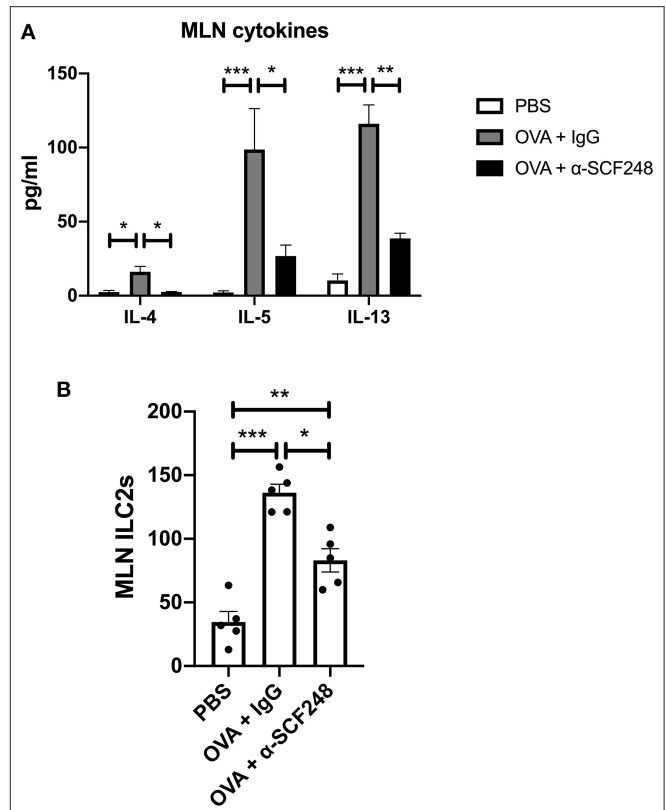 A
MLN cytokines
150
100
50
0
pg/ml
*** * *** **
* *
IL-4 IL-5 IL-13
PBS
OVA + IgG
OVA + α-SCF248
B
200
150
100
50
0
MLN ILC2s
**
*** *
PBS
OVA + IgG
OVA + α-SCF248